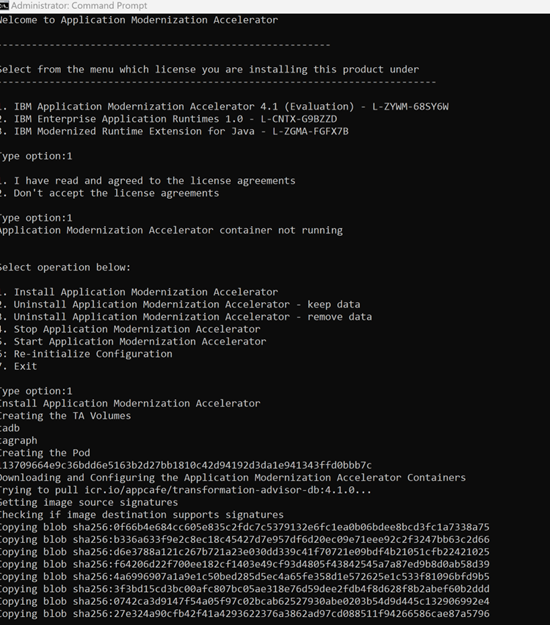 Administrator: Command Prompt
Welcome to Application Modernization Accelerator
-----------------------------------------------------
Select from the menu which license you are installing this product under
----------------------------------------------------------------------
1. IBM Application Modernization Accelerator 4.1 (Evaluation) - L-ZYWM-68SY6W
2. IBM Enterprise Application Runtimes 1.0 - L-CNTX-G9BZZD
3. IBM Modernized Runtime Extension for Java - L-ZGMA-FGFX7B
Type option:1
1. I have read and agreed to the license agreements
2. Don't accept the license agreements
Type option:1
Application Modernization Accelerator container not running
Select operation below:
1. Install Application Modernization Accelerator
2. Uninstall Application Modernization Accelerator - keep data
3. Uninstall Application Modernization Accelerator - remove data
4. Stop Application Modernization Accelerator
5. Start Application Modernization Accelerator
6: Re-initialize Configuration
7. Exit
Type option:1
Install Application Modernization Accelerator
Creating the TA Volumes
tadb
tagraph
Creating the Pod
113709664e9c36bdd6e5163b2d27bb1810c42d94192d3da1e941343ffd0bbb7c
Downloading and Configuring the Application Modernization Accelerator Containers
Trying to pull icr.io/appcafe/transformation-advisor-db:4.1.0...
Getting image source signatures
Checking if image destination supports signatures
Copying blob sha256:0f66b4e684cc605e835c2fdc7c5379132e6fc1ea0b06bdee8bcd3fc1a7338a75
Copying blob sha256:b336a633f9e2c8ec18c45427d7e957df6d20ec09e71eee92c2f3247bb63c2d66
Copying blob sha256:d6e3788a121c267b721a23e030dd339c41f70721e09bdf4b21051cfb22421025
Copying blob sha256:f64206d22f700ee182cf1403e49cf93d4805f43842545a7a87ed9b8d0ab58d39
Copying blob sha256:4a6996907a1a9e1c50bed285d5ec4a65fe358d1e572625e1c533f81096bfd9b5
Copying blob sha256:3f3bd15cd3bc00afc807bc05ae318e76d59dee2fdb4f8d628f8b2abef60b2ddd
Copying blob sha256:0742ca3d9147f54a05f97c02bcab62527930abe0203b54d9d445c132906992e4
Copying blob sha256:27e324a90cfb42f41a4293622376a3862ad97cd088511f94266586cae87a5796